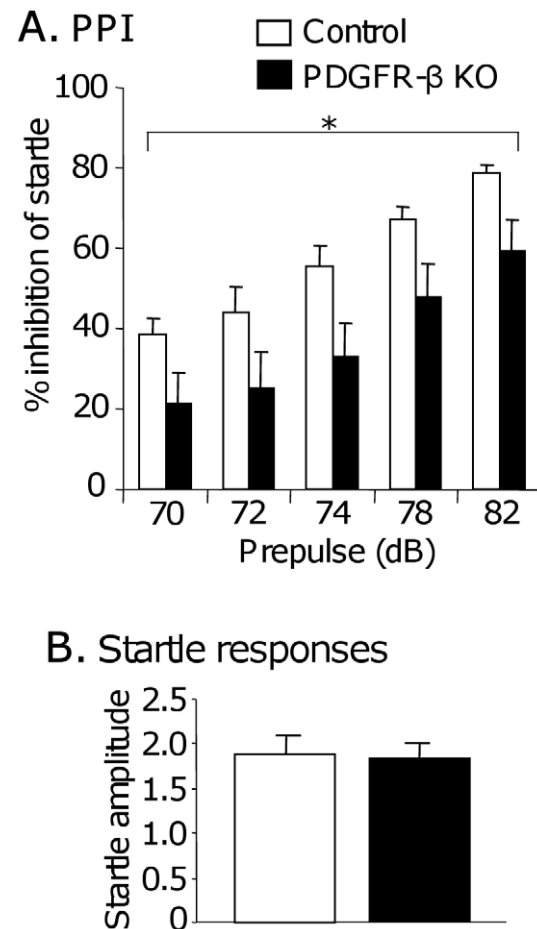 A. PPI
Control
PDGFR-β KO
% inhibition of startle
100
80
60
40
20
0
*
70 72 74 78 82
Prepulse (dB)
B. Startle responses
Startle amplitude
2.5
2.0
1.5
1.0
0.5
0